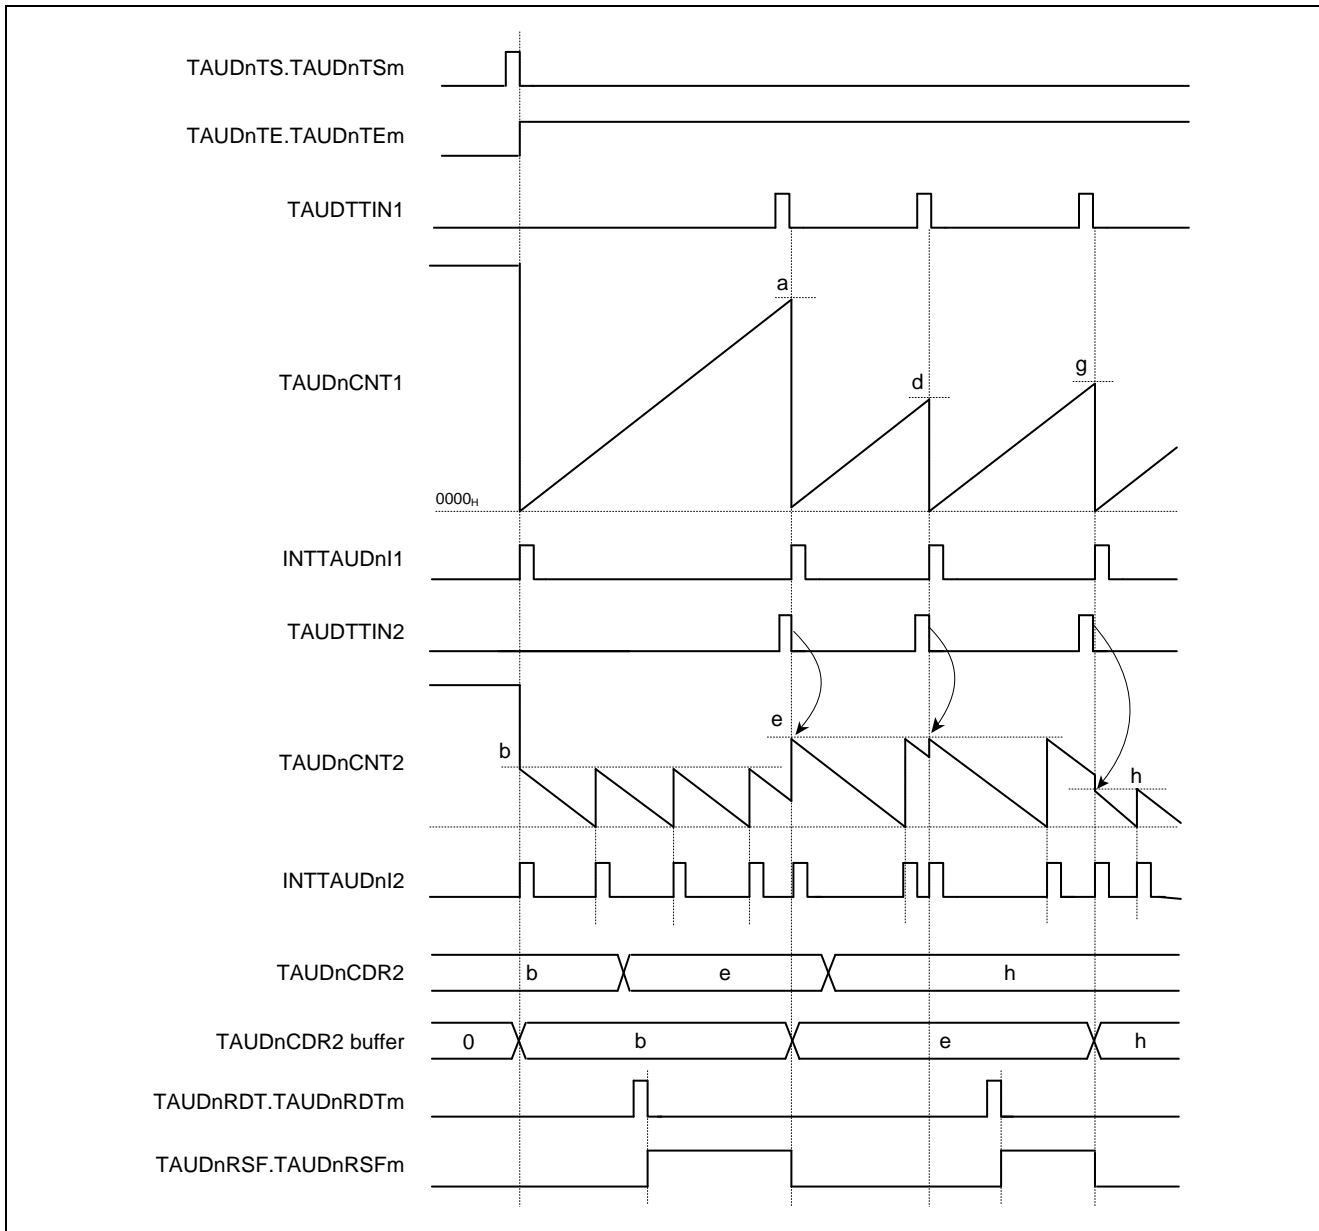 TAUDnTS.TAUDnTSm
TAUDnTE.TAUDnTEm
TAUDTTIN1
a
d
g
TAUDnCNT1
0000H
INTTAUDnI1
TAUDTTIN2
e
b
h
TAUDnCNT2
INTTAUDnI2
TAUDnCDR2
b e h
TAUDnCDR2 buffer
0 b e h
TAUDnRDT.TAUDnRDTm
TAUDnRSF.TAUDnRSFm